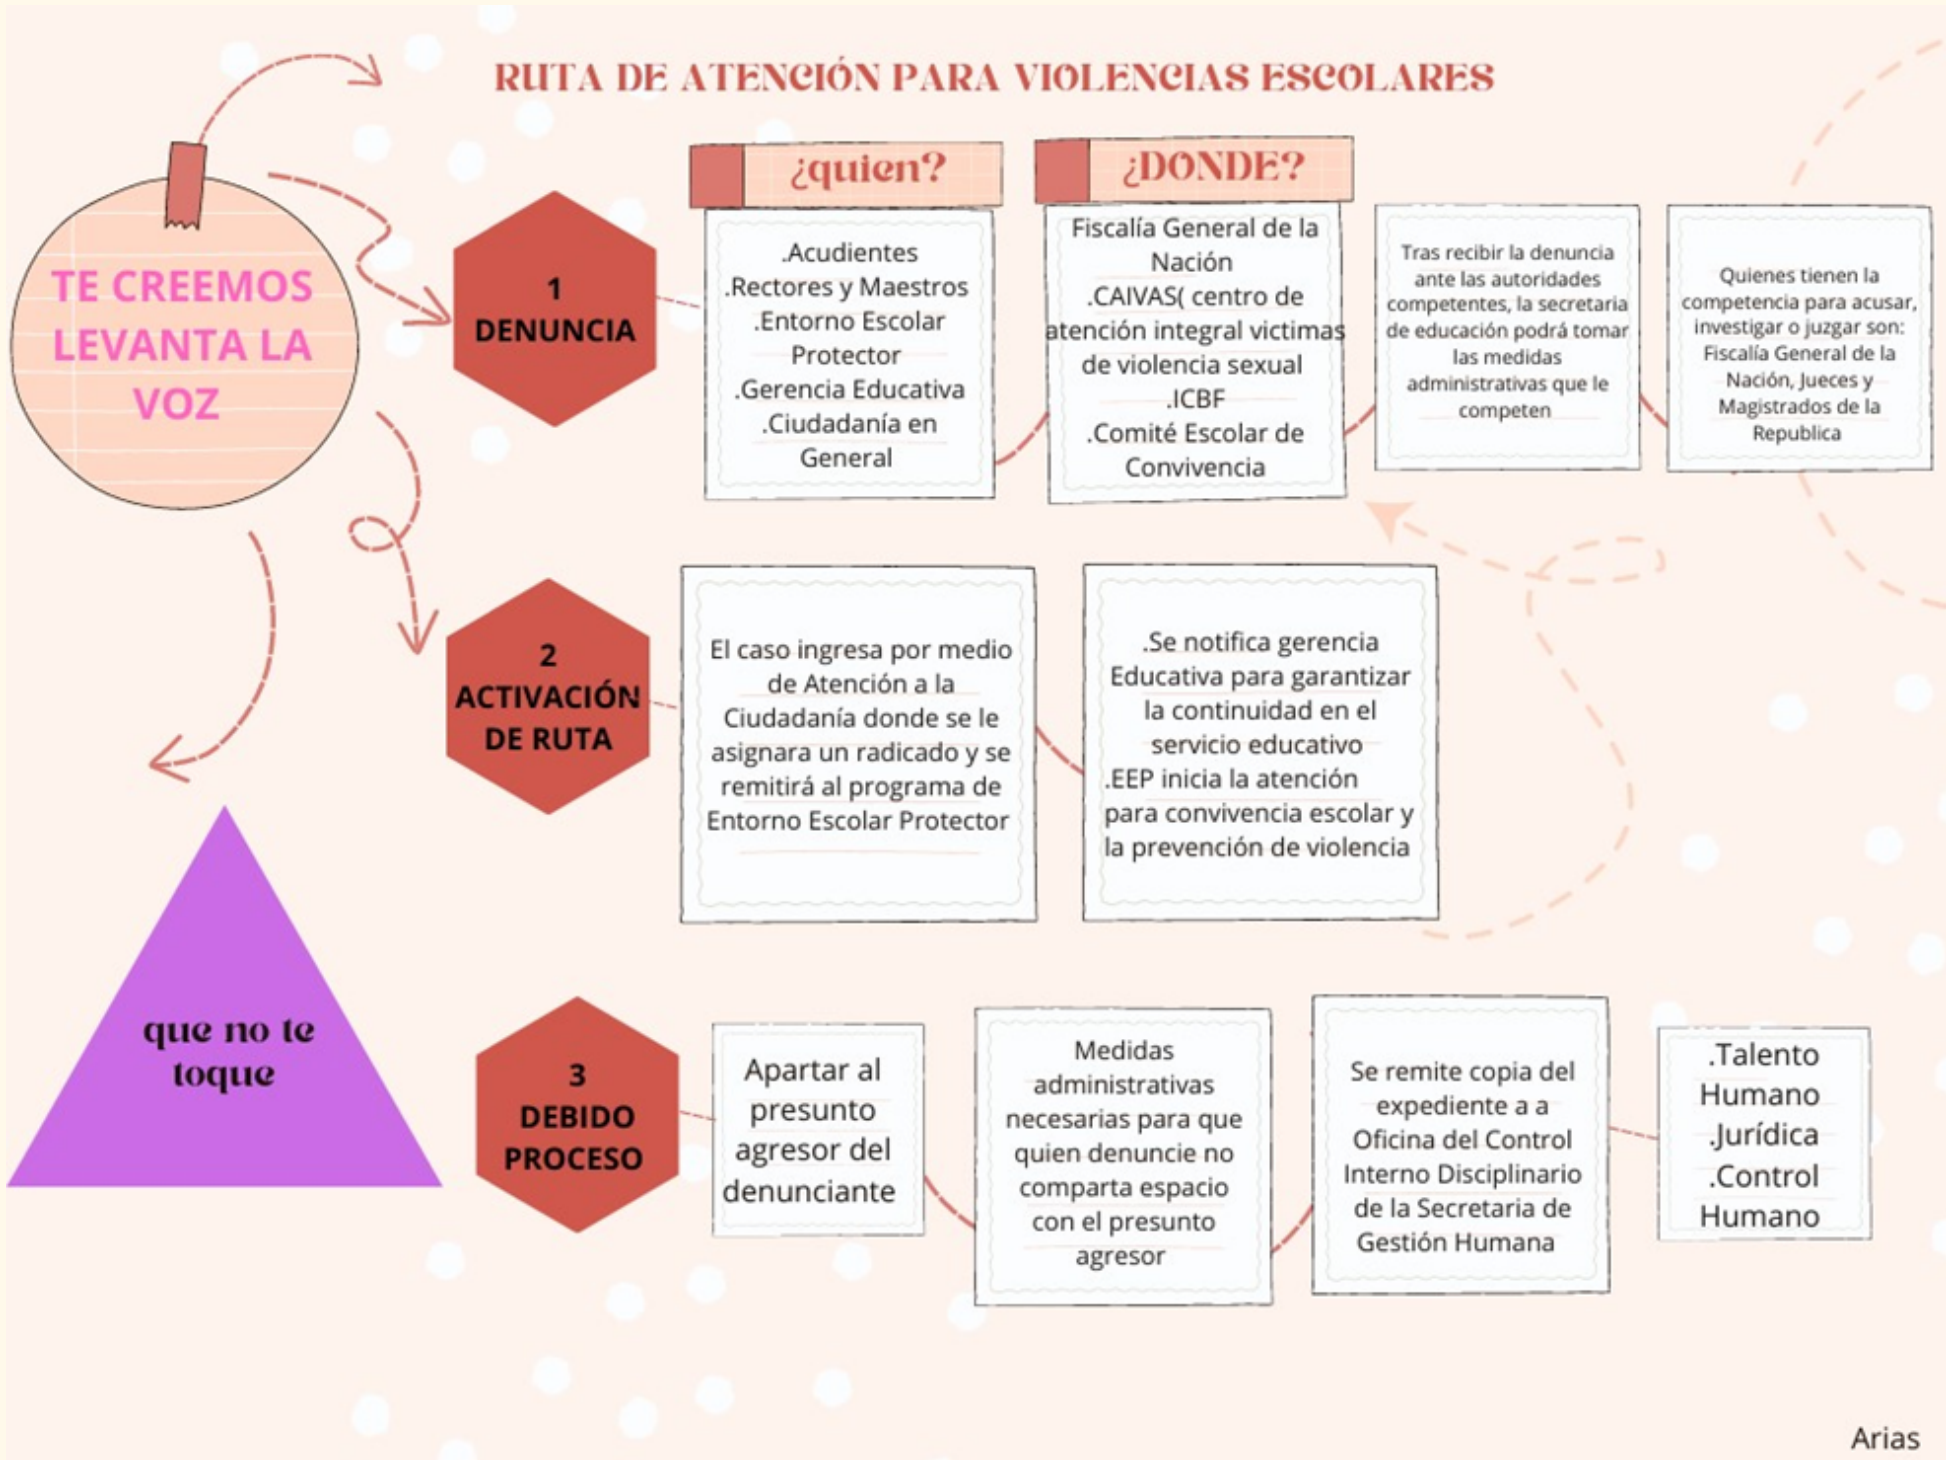 RUTA DE ATENCIÓN PARA VIOLENCIAS ESCOLARES
TE CREEMOS
LEVANTA LA
VOZ
1
DENUNCIA
¿quien?
.Acudientes
.Rectores y Maestros
.Entorno Escolar
Protector
.Gerencia Educativa
.Ciudadanía en
General
¿DONDE?
Fiscalía General de la
Nación
.CAIVAS( centro de
atención integral victimas
de violencia sexual
.ICBF
.Comité Escolar de
Convivencia
Tras recibir la denuncia
ante las autoridades
competentes, la secretaria
de educación podrá tomar
las medidas
administrativas que le
competen
Quienes tienen la
competencia para acusar,
investigar o juzgar son:
Fiscalía General de la
Nación, Jueces y
Magistrados de la
Republica
2
ACTIVACIÓN
DE RUTA
El caso ingresa por medio
de Atención a la
Ciudadanía donde se le
asignara un radicado y se
remitirá al programa de
Entorno Escolar Protector
.Se notifica gerencia
Educativa para garantizar
la continuidad en el
servicio educativo
.EEP inicia la atención
para convivencia escolar y
la prevención de violencia
que no te
toque
3
DEBIDO
PROCESO
Apartar al
presunto
agresor del
denunciante
Medidas
administrativas
necesarias para que
quien denuncie no
comparta espacio
con el presunto
agresor
Se remite copia del
expediente a a
Oficina del Control
Interno Disciplinario
de la Secretaria de
Gestión Humana
.Talento
Humano
.Jurídica
.Control
Humano
Arias